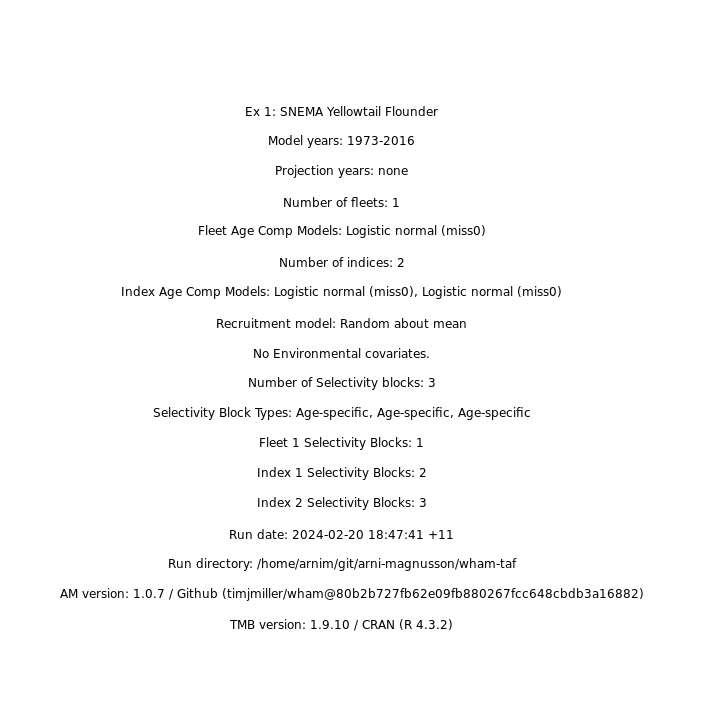 Ex 1: SNEMA Yellowtail Flounder
Model years: 1973-2016
Projection years: none
Number of fleets: 1
Fleet Age Comp Models: Logistic normal (miss0)
Number of indices: 2
Index Age Comp Models: Logistic normal (miss0), Logistic normal (miss0)
Recruitment model: Random about mean
No Environmental covariates.
Number of Selectivity blocks: 3
Selectivity Block Types: Age-specific, Age-specific, Age-specific
Fleet 1 Selectivity Blocks: 1
Index 1 Selectivity Blocks: 2
Index 2 Selectivity Blocks: 3
Run date: 2024-02-20 18:47:41 +11
Run directory: /home/arnim/git/arni-magnusson/wham-taf
AM version: 1.0.7 / Github (timjmiller/wham@80b2b727fb62e09fb880267fcc648cbdb3a16882)
TMB version: 1.9.10 / CRAN (R 4.3.2)